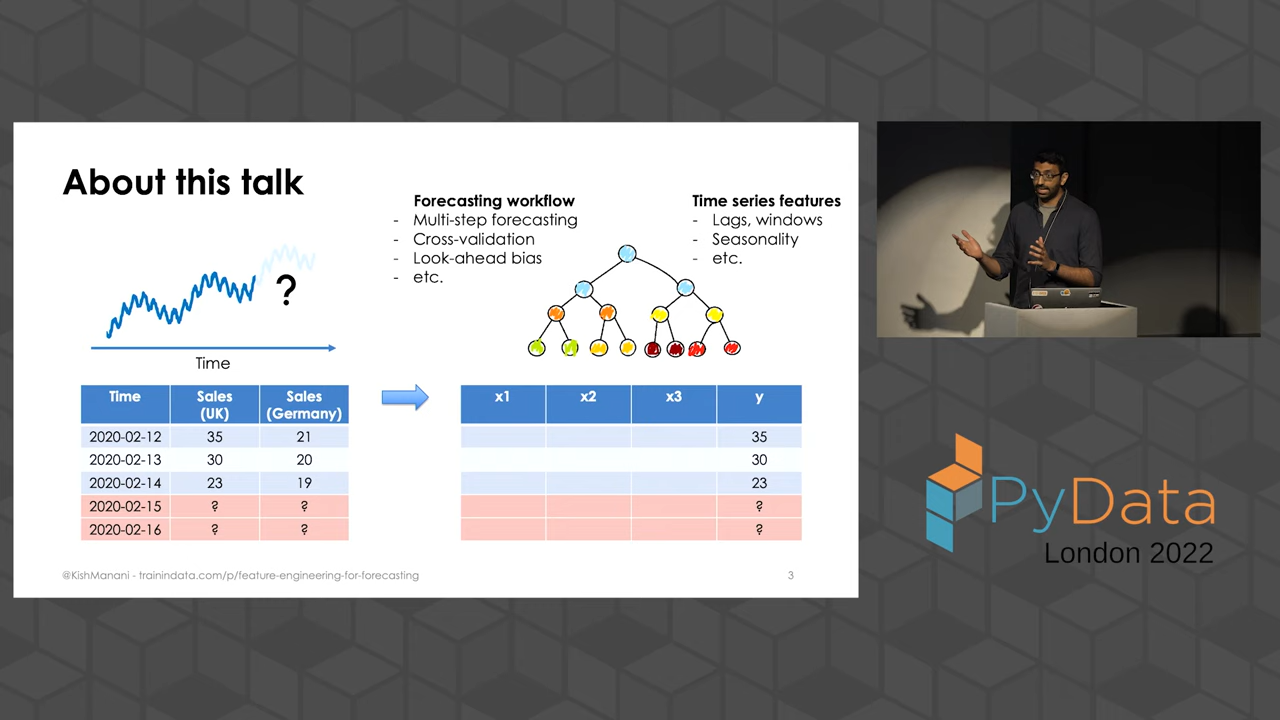 About this talk
Forecasting workflow
- Multi-step forecasting
- Cross-validation
- Look-ahead bias
- etc.
Time series features
- Lags, windows
- Seasonality
- etc.
?
Time
Time Sales (UK) Sales (Germany)
2020-02-12 35 21
2020-02-13 30 20
2020-02-14 23 19
2020-02-15 ? ?
2020-02-16 ? ?
x1 x2 x3 y
35
30
23
?
?
@KishManani - trainindata.com/p/feature-engineering-for-forecasting
3
PyData
London 2022